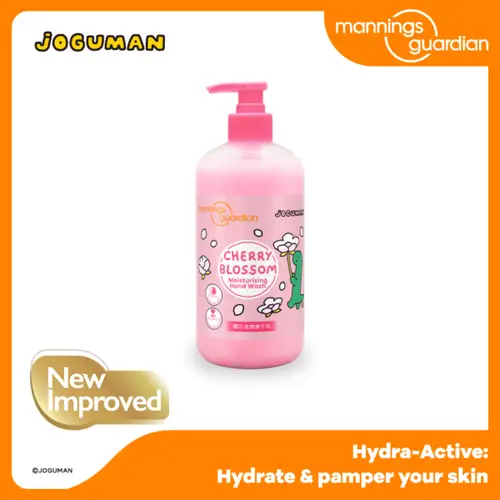 JOGUMAN
mannings
guardian
mannings
guardian
JOGUMAN
CHERRY
BLOSSOM
Moisturising
Hand Wash
New
Improved
Hydra-Active:
Hydrate & pamper your skin
©JOGUMAN